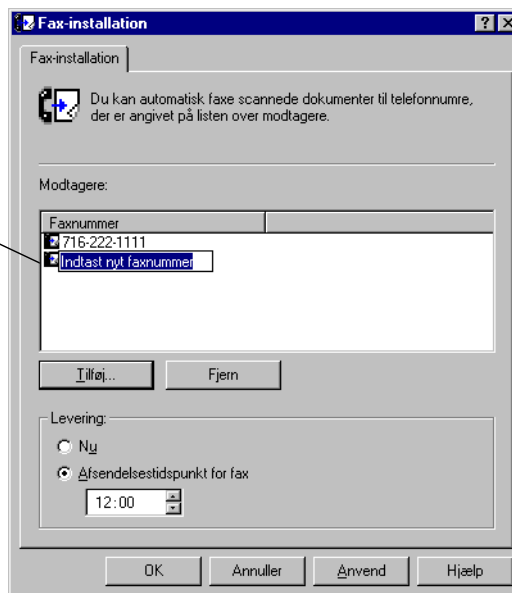 Fax-installation
Fax-installation
Du kan automatisk faxe scannede dokumenter til telefonnumre,
der er angivet på listen over modtagere.
Modtagere:
Faxnummer
716-222-1111
Indtast nyt faxnummer
Tilføj...
Fjern
Levering:
Nu
Afsendelsestidspunkt for fax
12:00
OK
Annuller
Anvend
Hjælp